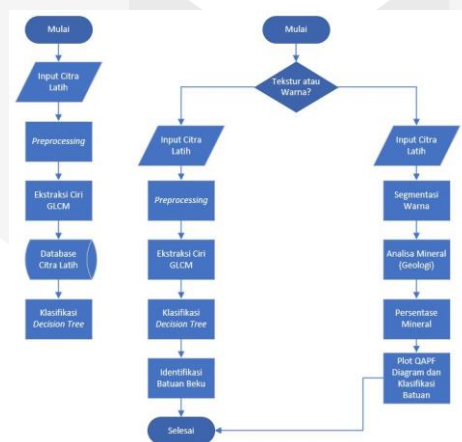 Mulai
Input Citra
Latih
Preprocessing
Ekstraksi Ciri
GLCM
Database
Citra Latih
Klasifikasi
Decision Tree
Mulai
Tekstur atau
Warna?
Input Citra
Latih
Preprocessing
Ekstraksi Ciri
GLCM
Klasifikasi
Decision Tree
Identifikasi
Batuan Beku
Selesai
Input Citra
Latih
Segmentasi
Warna
Analisa Mineral
(Geologi)
Persentase
Mineral
Plot QAPF
Diagram dan
Klasifikasi
Batuan